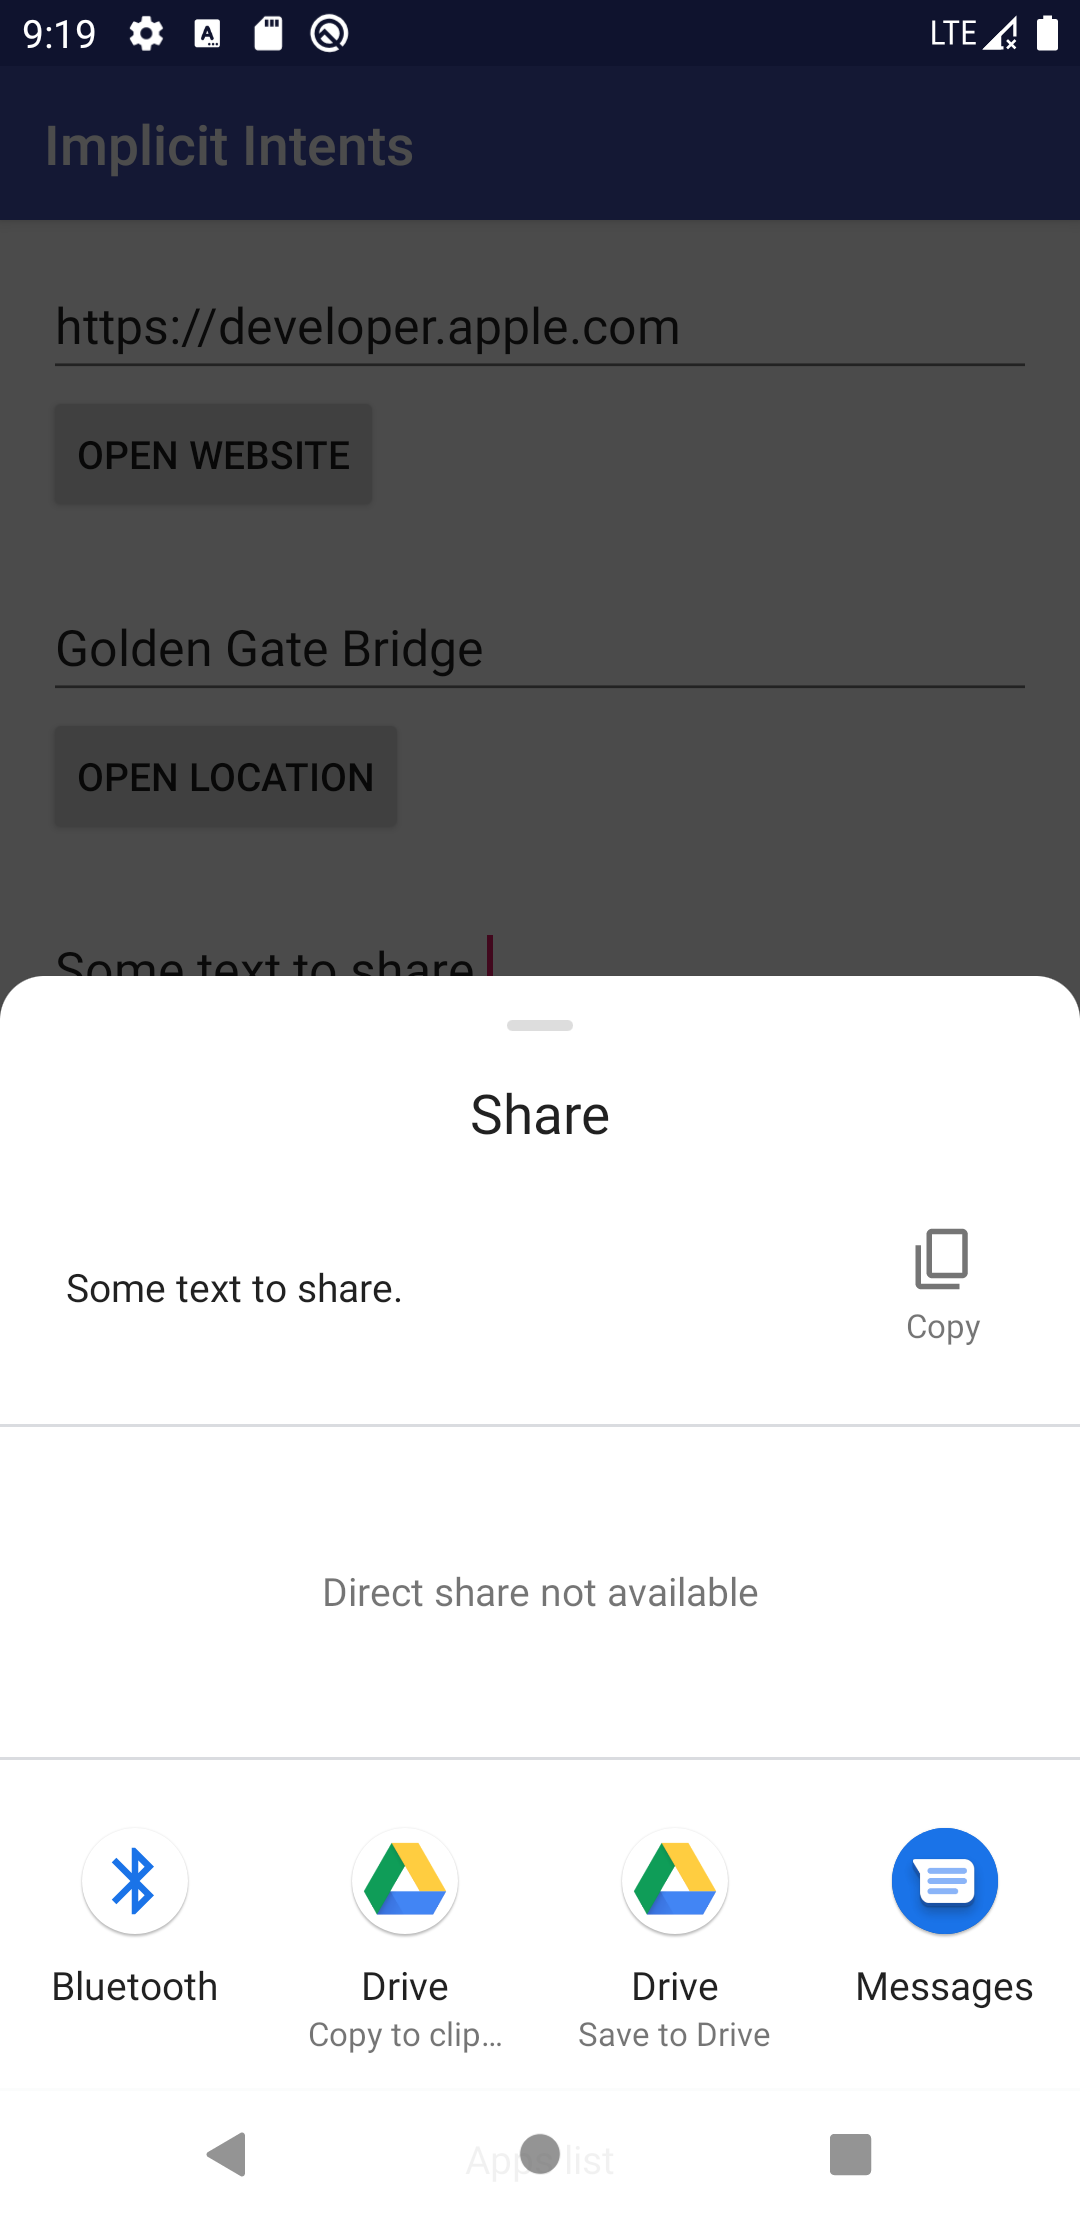 9:19
LTE
Implicit Intents
https://developer.apple.com
OPEN WEBSITE
Golden Gate Bridge
OPEN LOCATION
Some text to share.
Share
Some text to share.
Copy
Direct share not available
Bluetooth
Drive
Drive
Messages
Copy to clip...
Save to Drive
Apps list